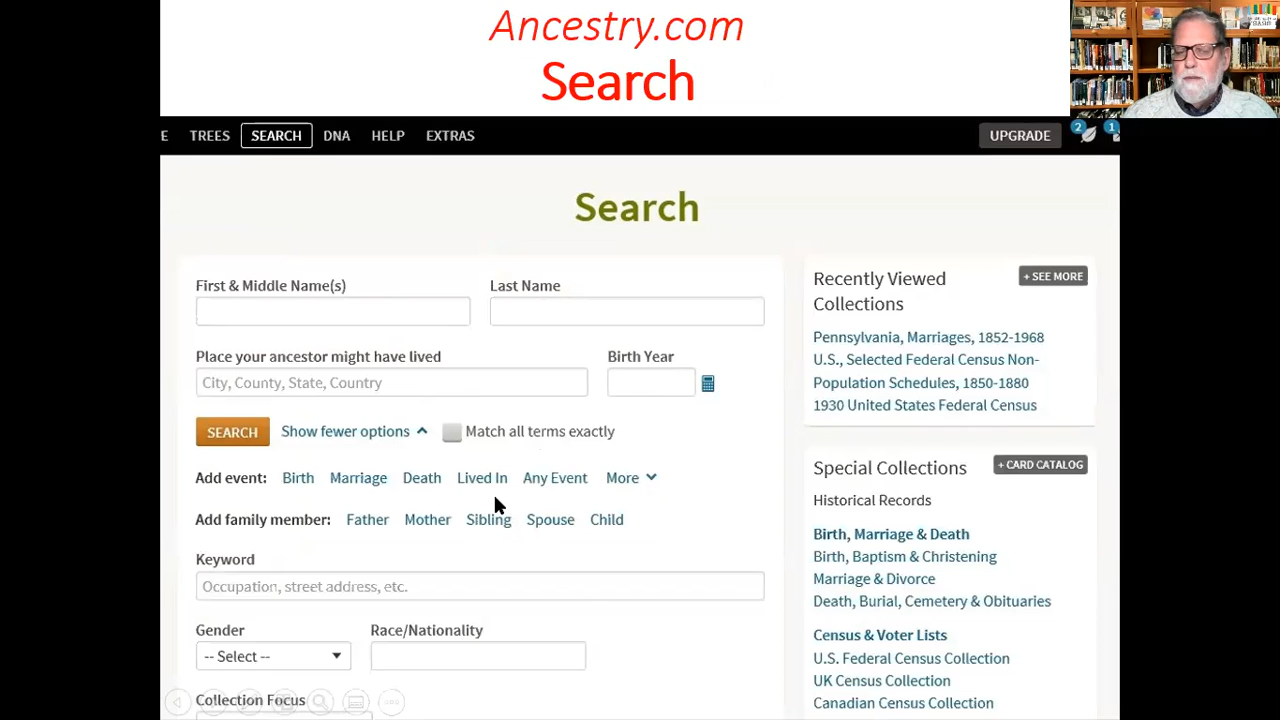 Ancestry.com
Search
E TREES SEARCH DNA HELP EXTRAS UPGRADE 2 1
Search
First & Middle Name(s) Last Name
Place your ancestor might have lived Birth Year
City, County, State, Country
SEARCH Show fewer options Match all terms exactly
Add event: Birth Marriage Death Lived In Any Event More
Add family member: Father Mother Sibling Spouse Child
Keyword
Occupation, street address, etc.
Gender Race/Nationality
-- Select --
Collection Focus
Recently Viewed Collections + SEE MORE
Pennsylvania, Marriages, 1852-1968
U.S., Selected Federal Census Non-
Population Schedules, 1850-1880
1930 United States Federal Census
Special Collections + CARD CATALOG
Historical Records
Birth, Marriage & Death
Birth, Baptism & Christening
Marriage & Divorce
Death, Burial, Cemetery & Obituaries
Census & Voter Lists
U.S. Federal Census Collection
UK Census Collection
Canadian Census Collection